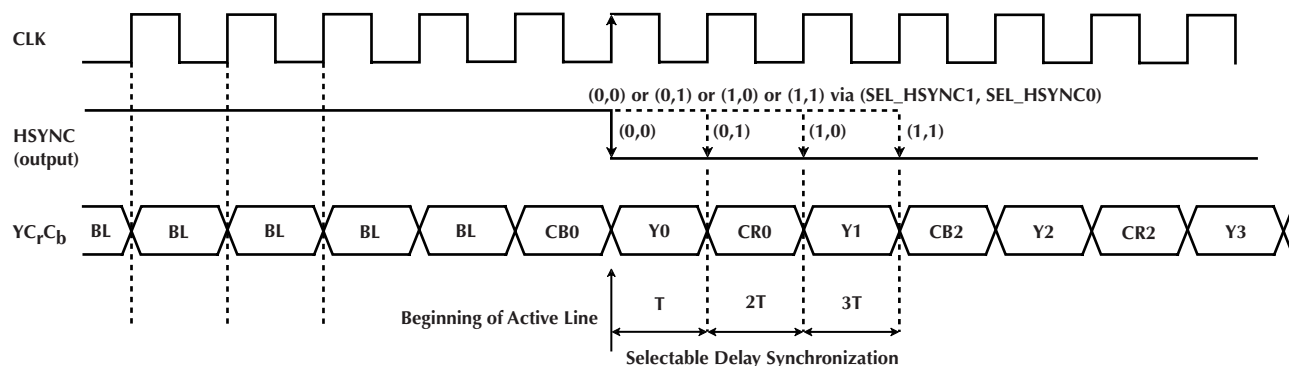 CLK
(0,0) or (0,1) or (1,0) or (1,1) via (SEL_HSYNC1, SEL_HSYNC0)
HSYNC
(output)
(0,0) (0,1) (1,0) (1,1)
YCrCb BL BL BL BL BL CB0 Y0 CR0 Y1 CB2 Y2 CR2 Y3
T 2T 3T
Beginning of Active Line
Selectable Delay Synchronization